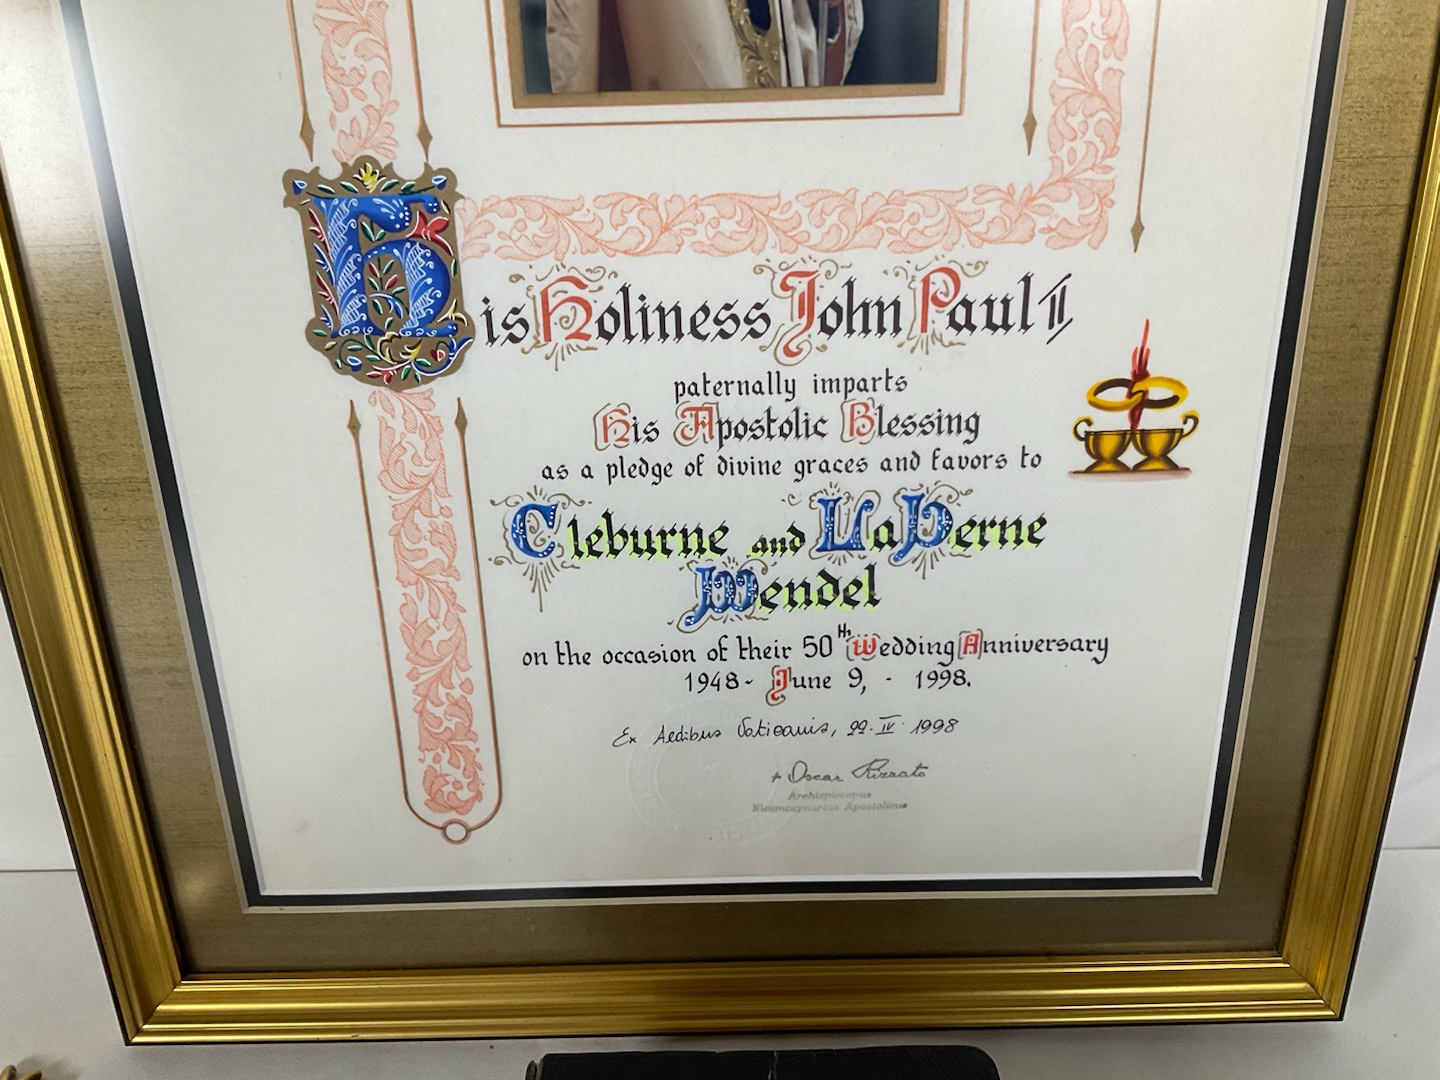 His Holiness John Paul II
paternally imparts
His Apostolic Blessing
as a pledge of divine graces and favors to
Cleburne and LaVerne
Wendel
on the occasion of their 50th Wedding Anniversary
1948- June 9, - 1998.
Ex Aedibus Vaticanis, 22. IV. 1998
+ Oscar Rizzato
Archiepiscopus
Eleemosynarius Apostolicus